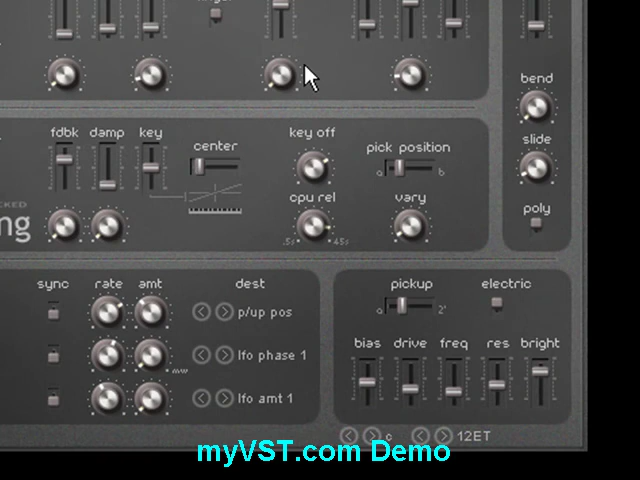 bend
fdbk damp key center key off pick position slide
a b
cpu rel vary poly
.5s 45s
sync rate amt dest pickup electric
a 2'
p/up pos
bias drive freq res bright
lfo phase 1
lfo amt 1
c 12ET
myVST.com Demo